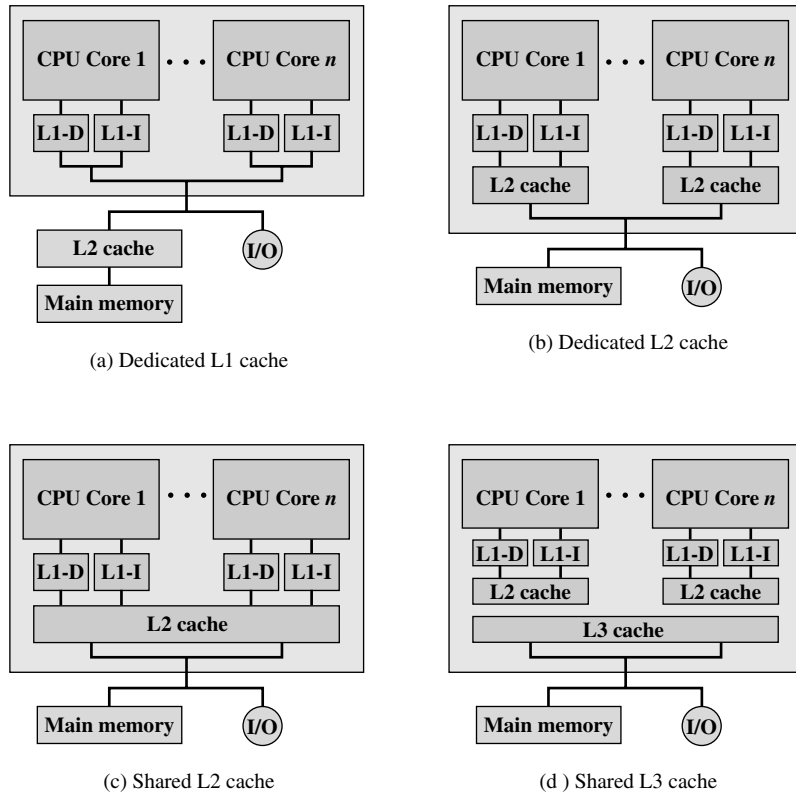 CPU Core 1 . . . CPU Core n
L1-D L1-I L1-D L1-I
L2 cache I/O
Main memory
(a) Dedicated L1 cache
CPU Core 1 . . . CPU Core n
L1-D L1-I L1-D L1-I
L2 cache L2 cache
Main memory I/O
(b) Dedicated L2 cache
CPU Core 1 . . . CPU Core n
L1-D L1-I L1-D L1-I
L2 cache
Main memory I/O
(c) Shared L2 cache
CPU Core 1 . . . CPU Core n
L1-D L1-I L1-D L1-I
L2 cache L2 cache
L3 cache
Main memory I/O
(d ) Shared L3 cache